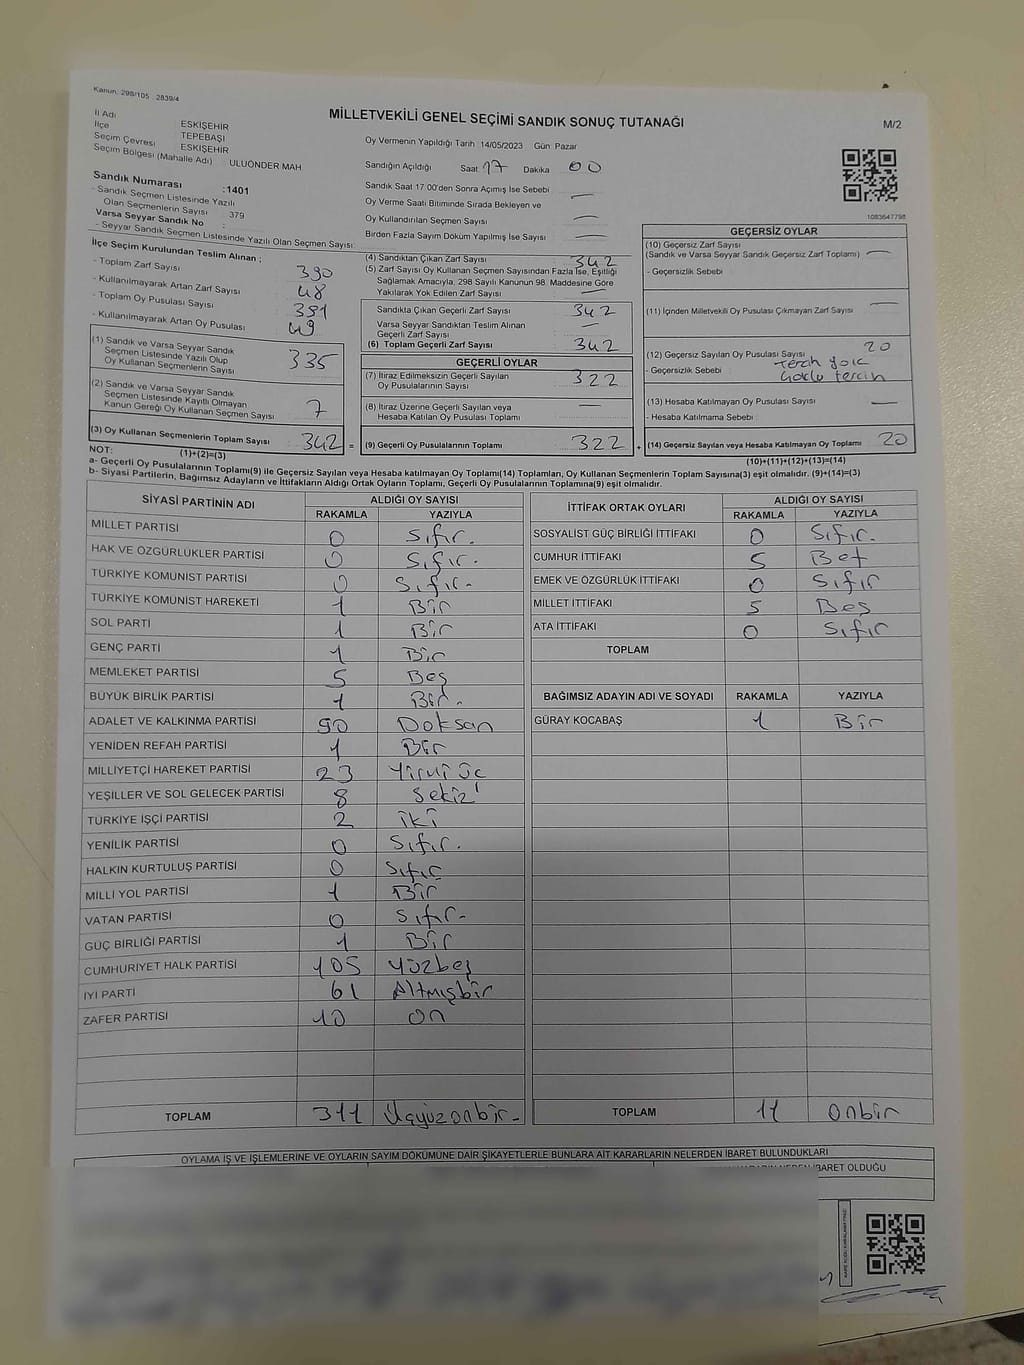 Kanun: 298/105 , 2839/4
MİLLETVEKİLİ GENEL SEÇİMİ SANDIK SONUÇ TUTANAĞI
M/2
İl Adı : ESKİŞEHİR
İlçe : TEPEBAŞI
Seçim Çevresi : ESKİŞEHİR
Seçim Bölgesi (Mahalle Adı) : ULUÖNDER MAH
Sandık Numarası :1401
- Sandık Seçmen Listesinde Yazılı
Olan Seçmenlerin Sayısı : 379
Varsa Seyyar Sandık No :
- Seyyar Sandık Seçmen Listesinde Yazılı Olan Seçmen Sayısı:
Oy Vermenin Yapıldığı Tarih 14/05/2023 Gün Pazar
Sandığın Açıldığı Saat 17 Dakika 00
Sandık Saat 17.00'den Sonra Açımış İse Sebebi —
Oy Verme Saati Bitiminde Sırada Bekleyen ve
Oy Kullandırılan Seçmen Sayısı —
Birden Fazla Sayım Döküm Yapılmış İse Sayısı —
1083647798
İlçe Seçim Kurulundan Teslim Alınan ;
- Toplam Zarf Sayısı 390
- Kullanılmayarak Artan Zarf Sayısı 48
- Toplam Oy Pusulası Sayısı 391
- Kullanılmayarak Artan Oy Pusulası 49
(1) Sandık ve Varsa Seyyar Sandık
Seçmen Listesinde Yazılı Olup
Oy Kullanan Seçmenlerin Sayısı 335
(2) Sandık ve Varsa Seyyar Sandık
Seçmen Listesinde Kayıtlı Olmayan
Kanun Gereği Oy Kullanan Seçmen Sayısı 7
(3) Oy Kullanan Seçmenlerin Toplam Sayısı 342 =
(1)+(2)=(3)
(4) Sandıktan Çıkan Zarf Sayısı 342
(5) Zarf Sayısı Oy Kullanan Seçmen Sayısından Fazla İse, Eşitliği
Sağlamak Amacıyla, 298 Sayılı Kanunun 98. Maddesine Göre
Yakılarak Yok Edilen Zarf Sayısı —
Sandıkla Çıkan Geçerli Zarf Sayısı 342
Varsa Seyyar Sandıktan Teslim Alınan
Geçerli Zarf Sayısı —
(6) Toplam Geçerli Zarf Sayısı 342
GEÇERLİ OYLAR
(7) İtiraz Edilmeksizin Geçerli Sayılan
Oy Pusulalarının Sayısı 322
(8) İtiraz Üzerine Geçerli Sayılan veya
Hesaba Katılan Oy Pusulası Toplamı —
(9) Geçerli Oy Pusulalarının Toplamı 322 +
GEÇERSİZ OYLAR
(10) Geçersiz Zarf Sayısı
(Sandık ve Varsa Seyyar Sandık Geçersiz Zarf Toplamı) —
- Geçersizlik Sebebi
(11) İçinden Milletvekili Oy Pusulası Çıkmayan Zarf Sayısı —
(12) Geçersiz Sayılan Oy Pusulası Sayısı 20
- Geçersizlik Sebebi Tercih yok
Çoklu tercih
(13) Hesaba Katılmayan Oy Pusulası Sayısı —
- Hesaba Katılmama Sebebi
(14) Geçersiz Sayılan veya Hesaba Katılmayan Oy Toplamı 20
(10)+(11)+(12)+(13)=(14)
NOT:
a- Geçerli Oy Pusulalarının Toplamı(9) ile Geçersiz Sayılan veya Hesaba katılmayan Oy Toplamı(14) Toplamları, Oy Kullanan Seçmenlerin Toplam Sayısına(3) eşit olmalıdır. (9)+(14)=(3)
b- Siyasi Partilerin, Bağımsız Adayların ve İttifakların Aldığı Ortak Oyların Toplamı, Geçerli Oy Pusulalarının Toplamına(9) eşit olmalıdır.
SİYASİ PARTİNİN ADI ALDIĞI OY SAYISI
RAKAMLA YAZIYLA
MİLLET PARTİSİ 0 Sıfır.
HAK VE ÖZGÜRLÜKLER PARTİSİ 0 Sıfır.
TÜRKİYE KOMÜNİST PARTİSİ 0 Sıfır.
TÜRKİYE KOMÜNİST HAREKETİ 1 Bir
SOL PARTİ 1 Bir
GENÇ PARTİ 1 Bir
MEMLEKET PARTİSİ 5 Beş
BÜYÜK BİRLİK PARTİSİ 1 Bir.
ADALET VE KALKINMA PARTİSİ 90 Doksan
YENİDEN REFAH PARTİSİ 1 Bir
MİLLİYETÇİ HAREKET PARTİSİ 23 Yirmi üç
YEŞİLLER VE SOL GELECEK PARTİSİ 8 Sekiz
TÜRKİYE İŞÇİ PARTİSİ 2 iki
YENİLİK PARTİSİ 0 Sıfır.
HALKIN KURTULUŞ PARTİSİ 0 Sıfır
MİLLİ YOL PARTİSİ 1 Bir
VATAN PARTİSİ 0 Sıfır
GÜÇ BİRLİĞİ PARTİSİ 1 Bir
CUMHURİYET HALK PARTİSİ 105 Yüzbeş
İYİ PARTİ 61 Altmışbir
ZAFER PARTİSİ 10 On
TOPLAM 311 Üçyüzonbir
İTTİFAK ORTAK OYLARI ALDIĞI OY SAYISI
RAKAMLA YAZIYLA
SOSYALİST GÜÇ BİRLİĞİ İTTİFAKI 0 Sıfır.
CUMHUR İTTİFAKI 5 Beş
EMEK VE ÖZGÜRLÜK İTTİFAKI 0 Sıfır
MİLLET İTTİFAKI 5 Beş
ATA İTTİFAKI 0 Sıfır
TOPLAM
BAĞIMSIZ ADAYIN ADI VE SOYADI RAKAMLA YAZIYLA
GÜRAY KOCABAŞ 1 Bir
TOPLAM 11 Onbir
OYLAMA İŞ VE İŞLEMLERİNE VE OYLARIN SAYIM DÖKÜMÜNE DAİR ŞİKAYETLERLE BUNLARA AİT KARARLARIN NELERDEN İBARET BULUNDUKLARI
NEDEN İBARET OLDUĞU